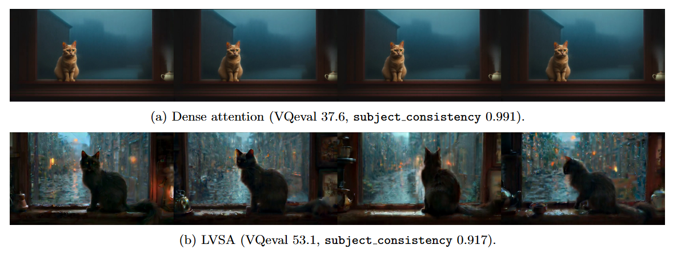 (a) Dense attention (VQeval 37.6, subject_consistency 0.991).
(b) LVSA (VQeval 53.1, subject_consistency 0.917).